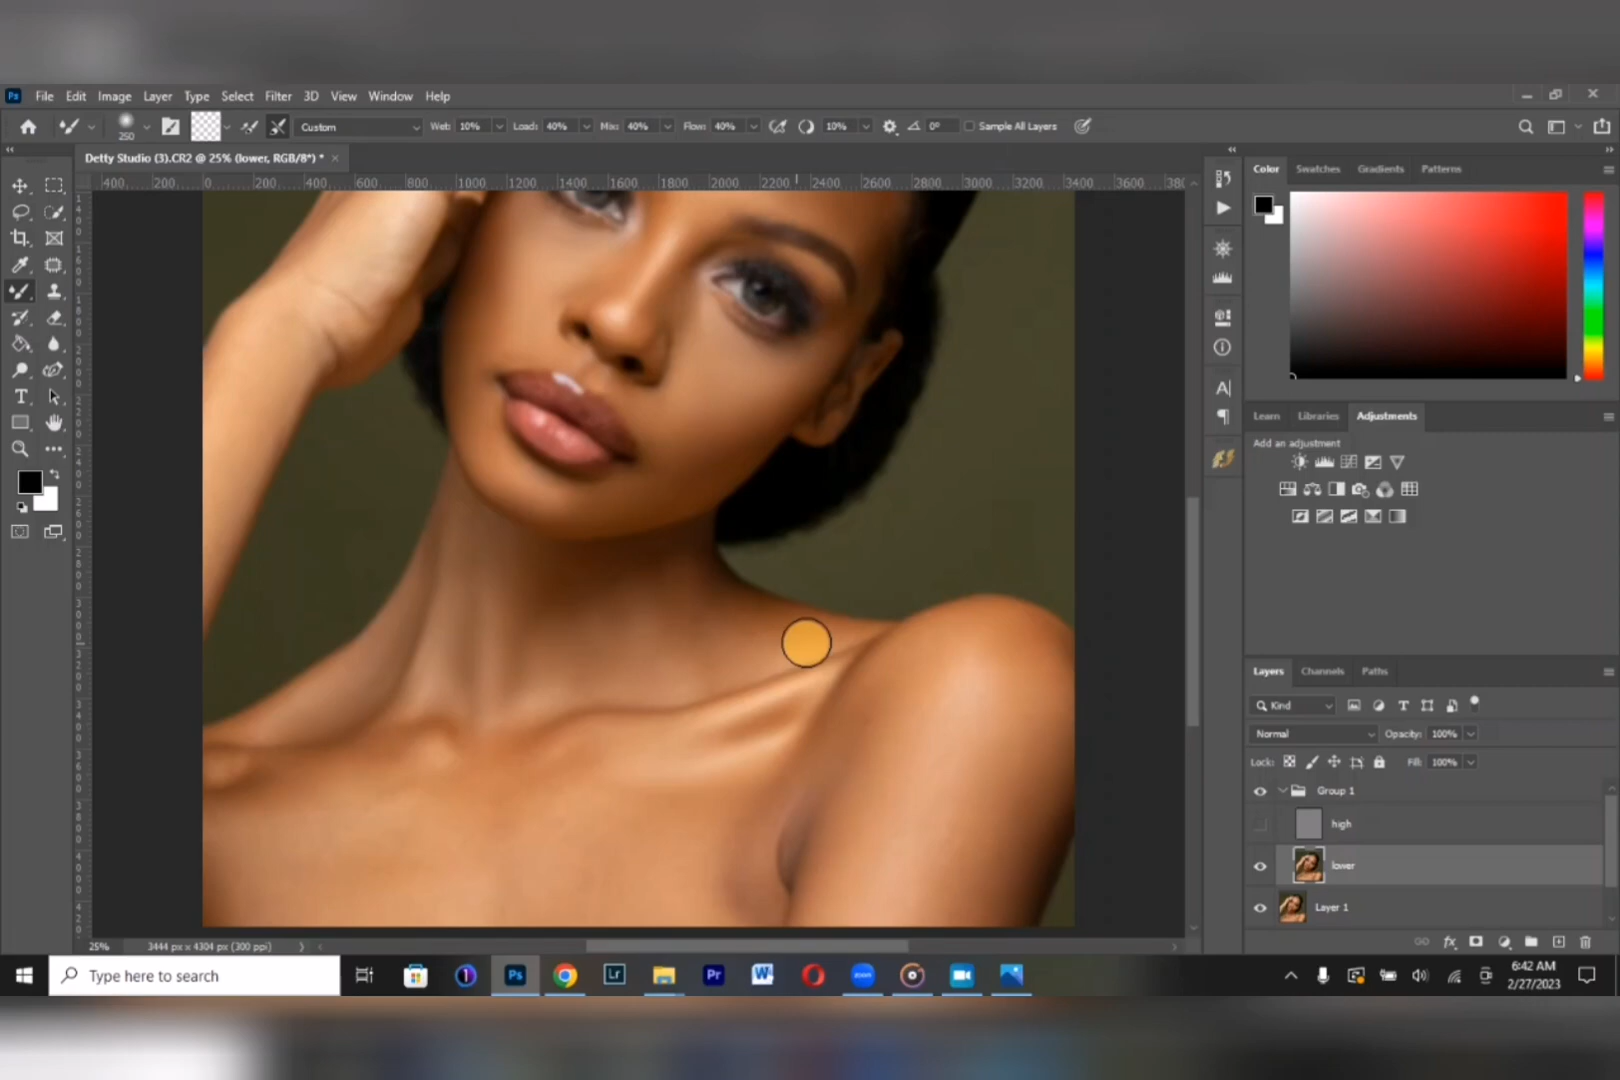 Ps File Edit Image Layer Type Select Filter 3D View Window Help
250 Custom Wet: 10% Load: 40% Mix: 40% Flow: 40% 10% 0° Sample All Layers
Detty Studio (3).CR2 @ 25% (lower, RGB/8*) * ×
400 200 0 200 400 600 800 1000 1200 1400 1600 1800 2000 2200 2400 2600 2800 3000 3200 3400 3600
Color Swatches Gradients Patterns
Learn Libraries Adjustments
Add an adjustment
Layers Channels Paths
Kind
Normal Opacity: 100%
Lock: Fill: 100%
Group 1
high
lower
Layer 1
25% 3444 px x 4304 px (300 ppi)
Type here to search
Ps Lr Pr W zoom
6:42 AM
2/27/2023